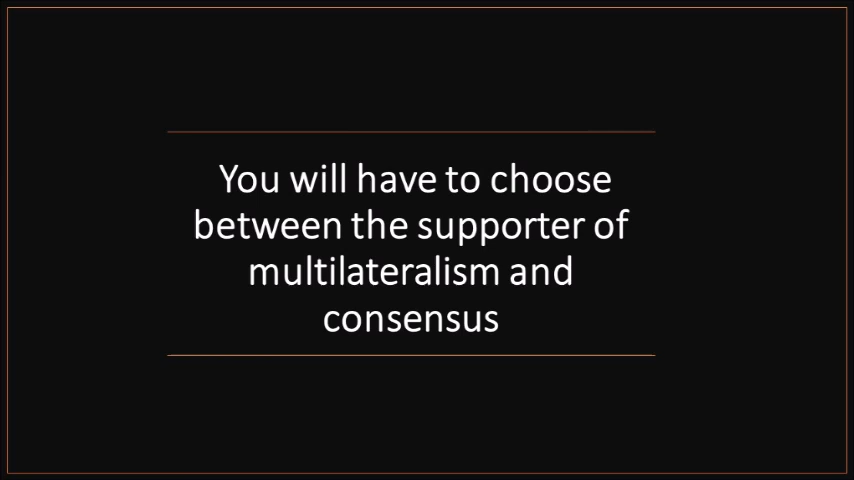 You will have to choose
between the supporter of
multilateralism and
consensus